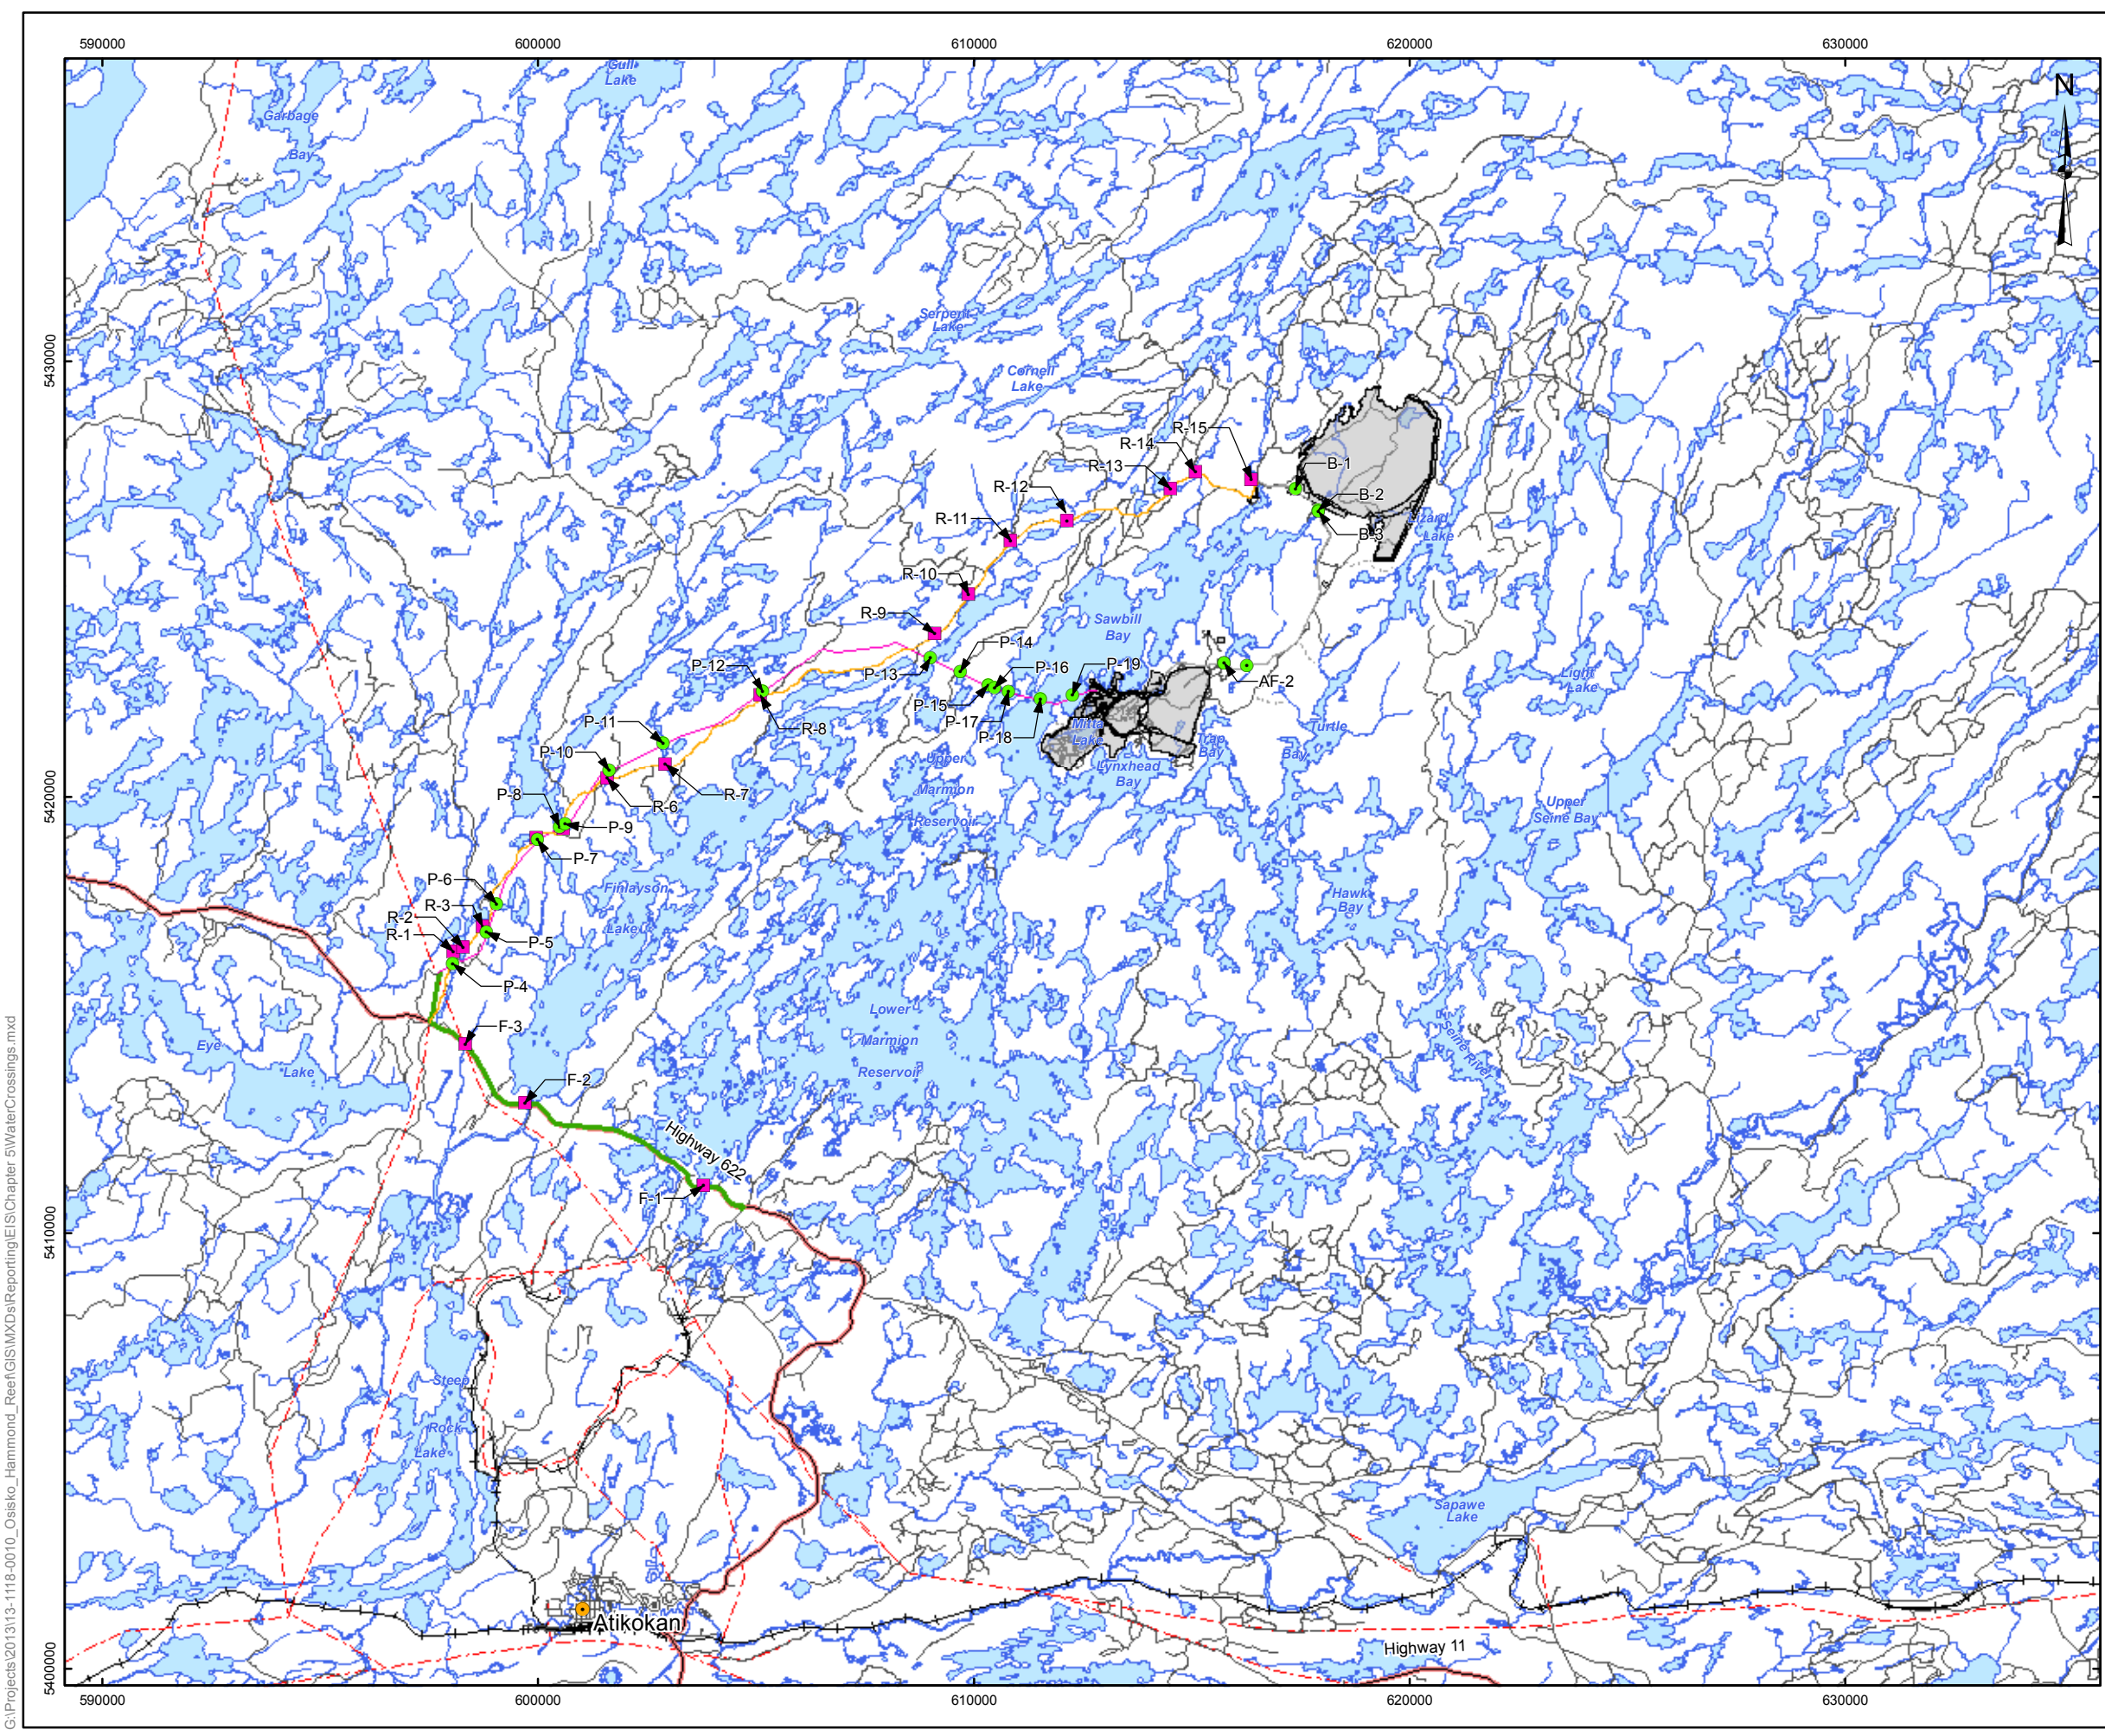 590000
600000
610000
620000
630000
N
Gull
Lake
Garbage
Bay
5430000
Serpent
Lake
Cornell
Lake
R-15
R-14
R-13
B-1
R-12
B-2
R-11
B-3
Lizard
Lake
R-10
R-9
Sawbill
Bay
P-14
P-12
P-16
P-19
P-13
AF-2
Light
Lake
P-15
P-17
P-11
R-8
P-18
Mitta
Lake
Trap
Bay
Turtle
Bay
P-10
Upper
Marmion
Reservoir
Lynxhead
Bay
5420000
P-8
R-7
R-6
Upper
Seine Bay
P-9
P-7
P-6
Finlayson
Lake
Hawk
Bay
R-3
R-2
R-1
P-5
P-4
Lower
Marmion
Reservoir
F-3
Seine River
Eye
Lake
F-2
Highway 622
F-1
5410000
Steep
Rock
Lake
Sapawe
Lake
Atikokan
Highway 11
5400000
590000
600000
610000
620000
630000
G:\Projects\2013\13-1118-0010_Osisko_Hammond_Reef\GIS\MXDs\Reporting\EIS\Chapter 5\WaterCrossings.mxd